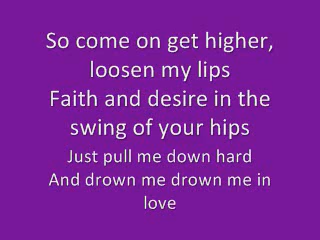 So come on get higher,
loosen my lips
Faith and desire in the
swing of your hips
Just pull me down hard
And drown me drown me in
love